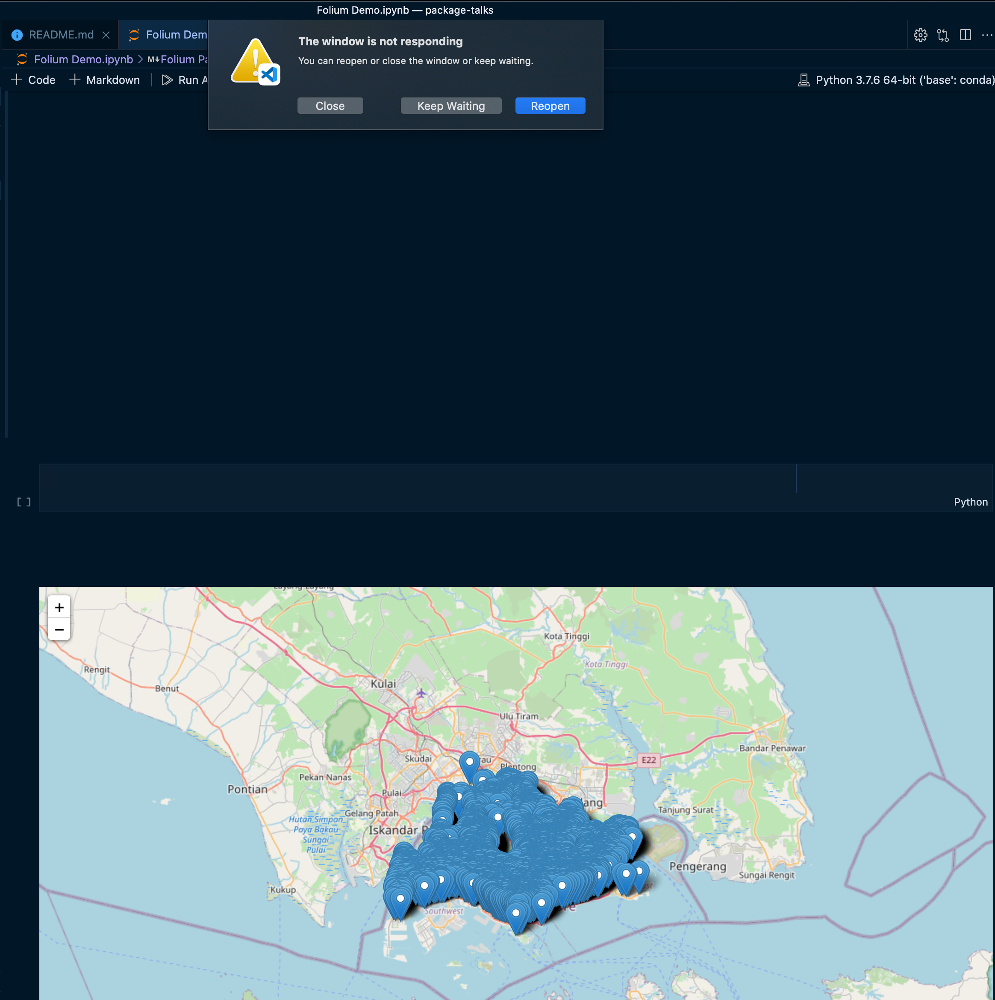 Folium Demo.ipynb — package-talks
README.md
Folium Dem
Folium Demo.ipynb > M↓ Folium Pa
+ Code + Markdown Run A
Python 3.7.6 64-bit ('base': conda)
The window is not responding
You can reopen or close the window or keep waiting.
Close Keep Waiting Reopen
[ ]
Python
+
−
Layang-Layang
Kota Tinggi
Kota Tinggi
Rengit
Benut
Kulai
Ulu Tiram
Bandar Penawar
Skudai
rau
Plentong
E22
Pekan Nanas
Pontian
Pulai
lang
Tanjung Surat
Gelang Patah
Hutan Simpan
Paya Bakau
Sungai
Pulai
Iskandar P
Pengerang
Sungai Rengit
Kukup
Southwest
re